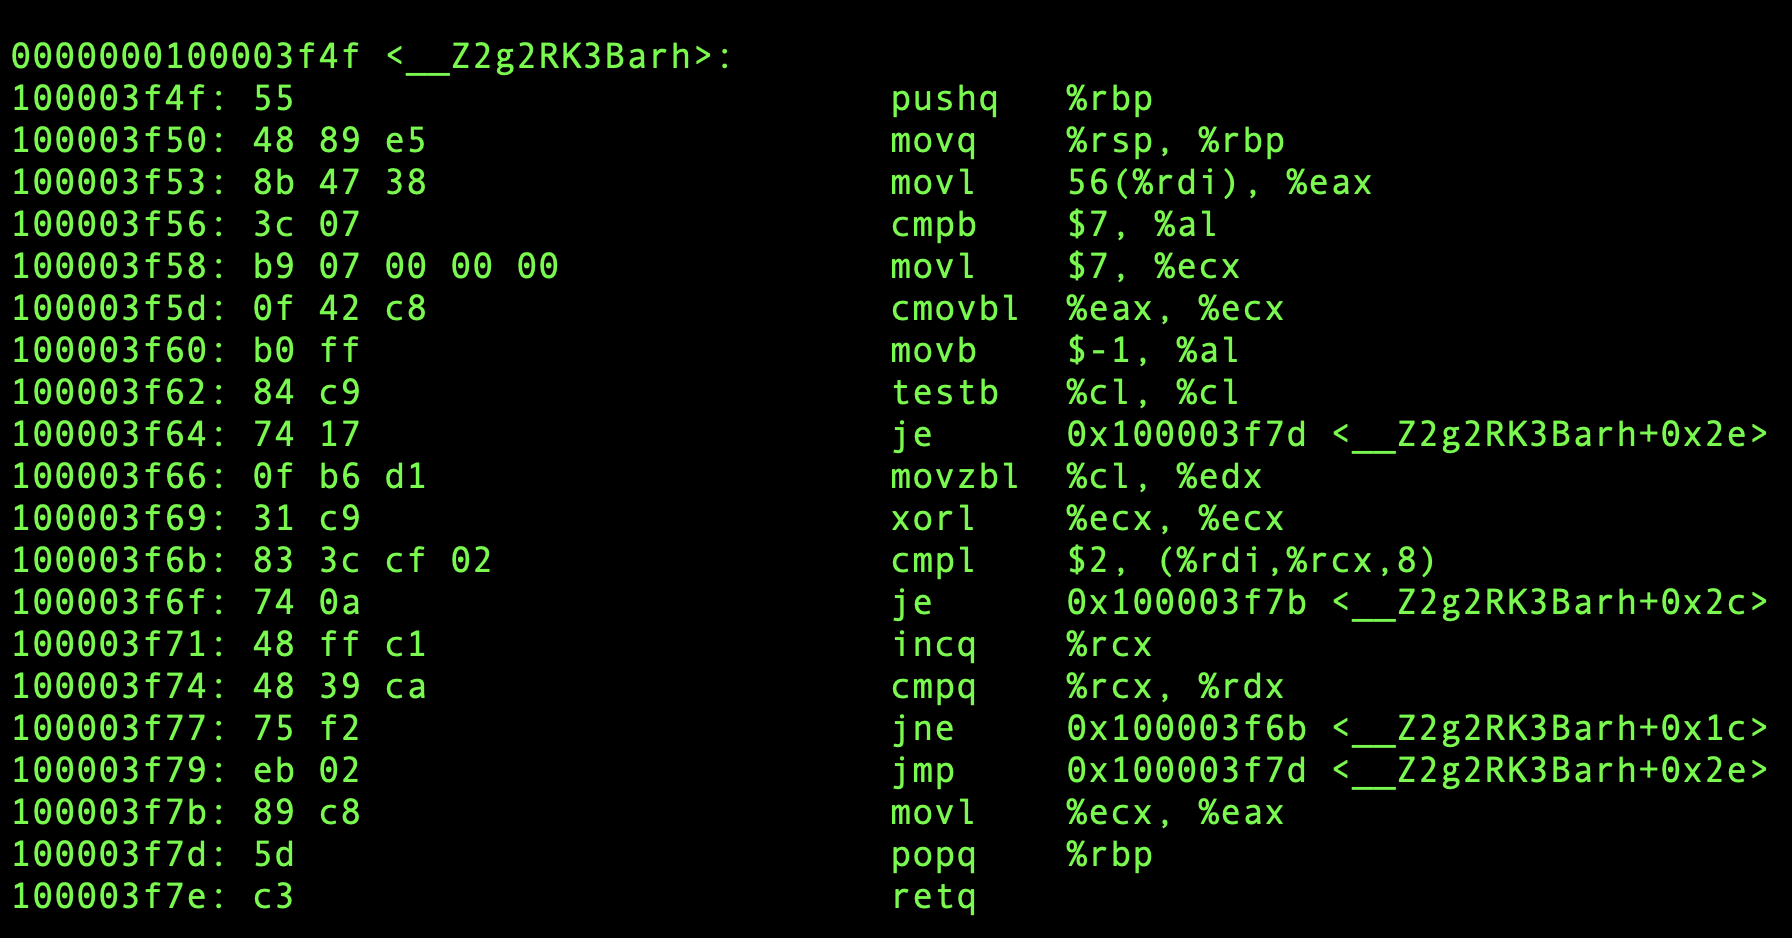 0000000100003f4f <__Z2g2RK3Barh>:
100003f4f: 55 pushq %rbp
100003f50: 48 89 e5 movq %rsp, %rbp
100003f53: 8b 47 38 movl 56(%rdi), %eax
100003f56: 3c 07 cmpb $7, %al
100003f58: b9 07 00 00 00 movl $7, %ecx
100003f5d: 0f 42 c8 cmovbl %eax, %ecx
100003f60: b0 ff movb $-1, %al
100003f62: 84 c9 testb %cl, %cl
100003f64: 74 17 je 0x100003f7d <__Z2g2RK3Barh+0x2e>
100003f66: 0f b6 d1 movzbl %cl, %edx
100003f69: 31 c9 xorl %ecx, %ecx
100003f6b: 83 3c cf 02 cmpl $2, (%rdi,%rcx,8)
100003f6f: 74 0a je 0x100003f7b <__Z2g2RK3Barh+0x2c>
100003f71: 48 ff c1 incq %rcx
100003f74: 48 39 ca cmpq %rcx, %rdx
100003f77: 75 f2 jne 0x100003f6b <__Z2g2RK3Barh+0x1c>
100003f79: eb 02 jmp 0x100003f7d <__Z2g2RK3Barh+0x2e>
100003f7b: 89 c8 movl %ecx, %eax
100003f7d: 5d popq %rbp
100003f7e: c3 retq